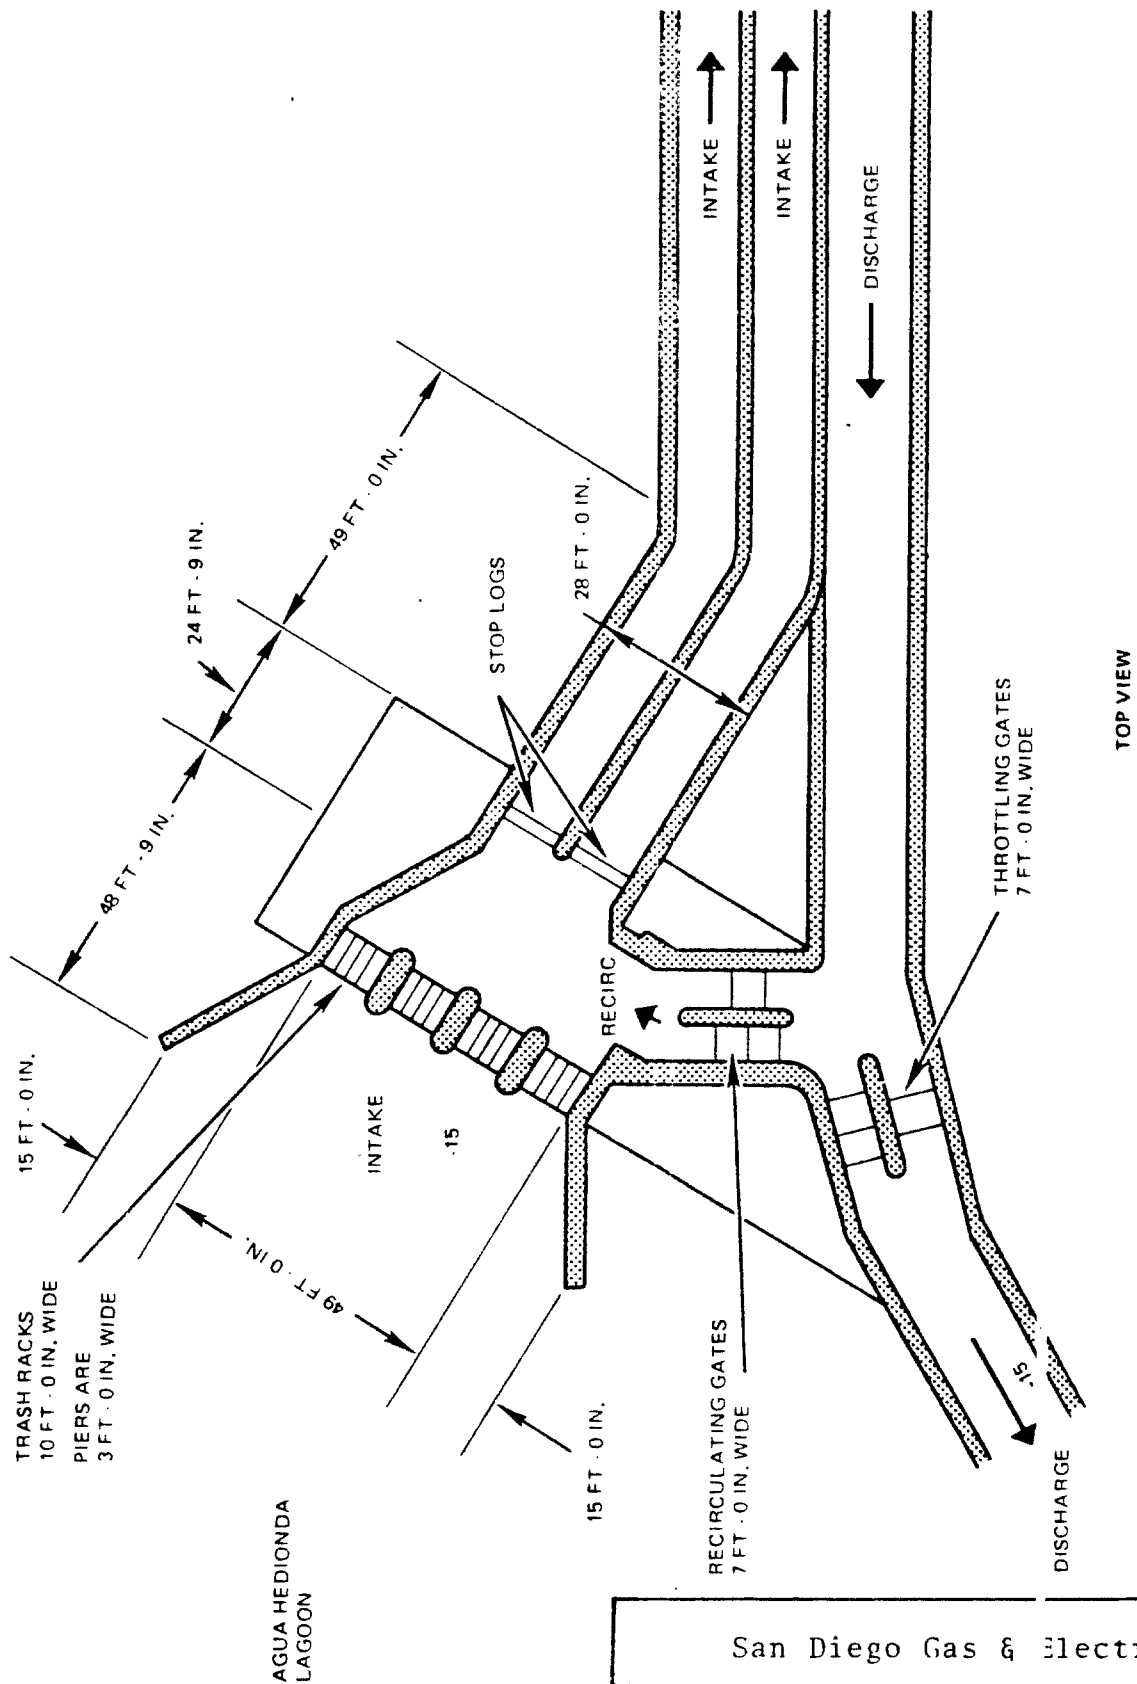 TRASH RACKS
10 FT - 0 IN. WIDE
PIERS ARE
3 FT - 0 IN. WIDE
15 FT - 0 IN.
48 FT - 9 IN.
24 FT - 9 IN.
49 FT - 0 IN.
AGUA HEDIONDA
LAGOON
49 FT - 0 IN.
INTAKE
-15
15 FT - 0 IN.
STOP LOGS
28 FT - 0 IN.
RECIRC
INTAKE
INTAKE
DISCHARGE
RECIRCULATING GATES
7 FT - 0 IN. WIDE
THROTTLING GATES
7 FT - 0 IN. WIDE
-15
DISCHARGE
TOP VIEW
San Diego Gas &